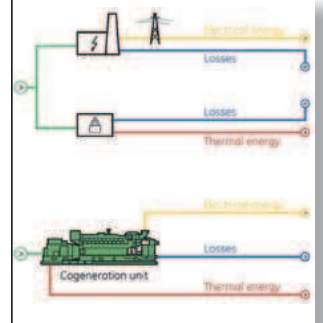 Electrical energy
Losses
Losses
Thermal energy
Electrical energy
Losses
Cogeneration unit
Thermal energy